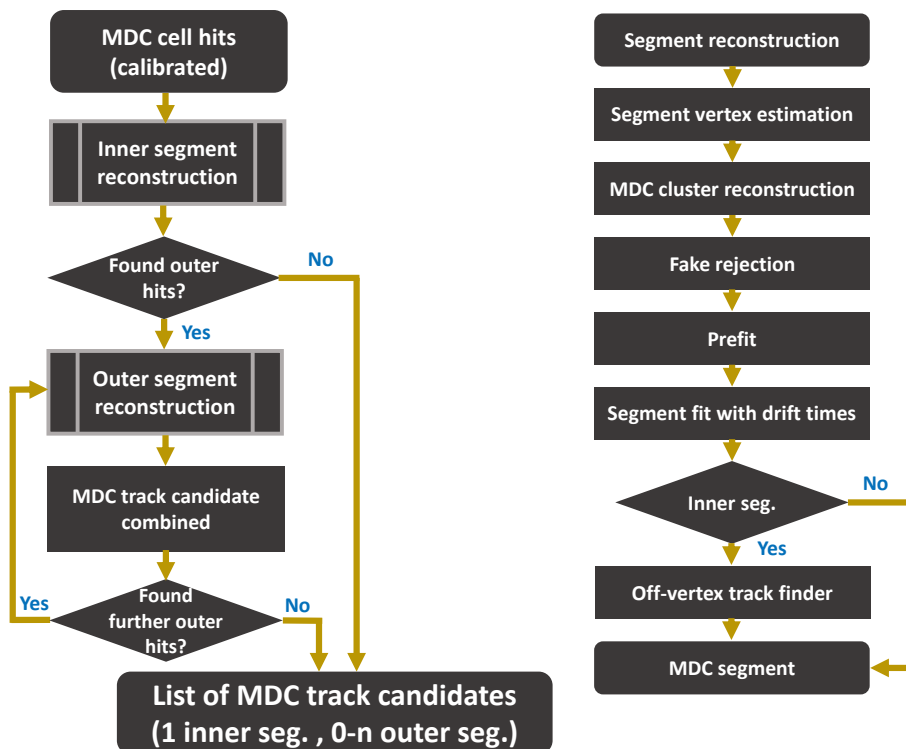 MDC cell hits
(calibrated)
Inner segment
reconstruction
Found outer
hits?
No
Yes
Outer segment
reconstruction
MDC track candidate
combined
Found
further outer
hits?
Yes
No
List of MDC track candidates
(1 inner seg. , 0-n outer seg.)
Segment reconstruction
Segment vertex estimation
MDC cluster reconstruction
Fake rejection
Prefit
Segment fit with drift times
Inner seg.
No
Yes
Off-vertex track finder
MDC segment